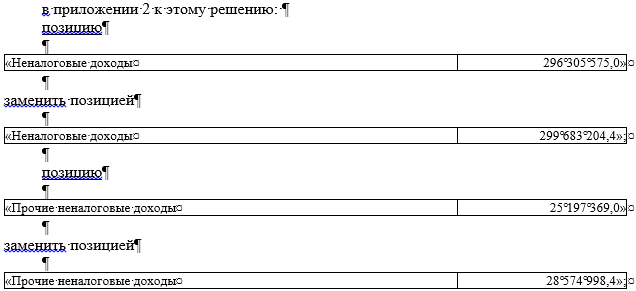 в приложении 2 к этому решению: ¶
позицию¶
¶
«Неналоговые доходы¤ 296°305°575,0»¤
¶
заменить позицией¶
¶
«Неналоговые доходы¤ 299°683°204,4»;¤
¶
позицию¶
¶
«Прочие неналоговые доходы¤ 25°197°369,0»¤
¶
заменить позицией¶
¶
«Прочие неналоговые доходы¤ 28°574°998,4»;¤